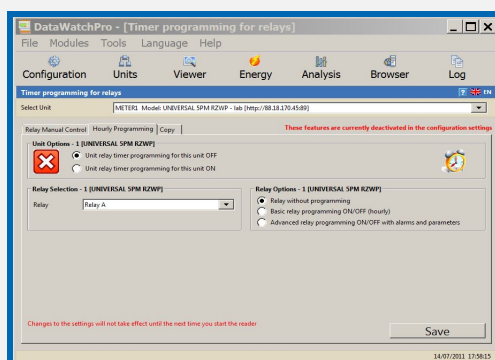 DataWatchPro - [Timer programming for relays]
File Modules Tools Language Help
Configuration Units Viewer Energy Analysis Browser Log
Timer programming for relays ? EN
Select Unit METER1 Model: UNIVERSAL 5PM RZWP - lab [http://88.18.170.45:89]
Relay Manual Control Hourly Programming Copy These features are currently deactivated in the configuration settings
Unit Options - 1 [UNIVERSAL 5PM RZWP]
Unit relay timer programming for this unit OFF
Unit relay timer programming for this unit ON
Relay Selection - 1 [UNIVERSAL 5PM RZWP]
Relay Relay A
Relay Options - 1 [UNIVERSAL 5PM RZWP]
Relay without programming
Basic relay programming ON/OFF (hourly)
Advanced relay programming ON/OFF with alarms and parameters
Changes to the settings will not take effect until the next time you start the reader
Save
14/07/2011 17:58:15